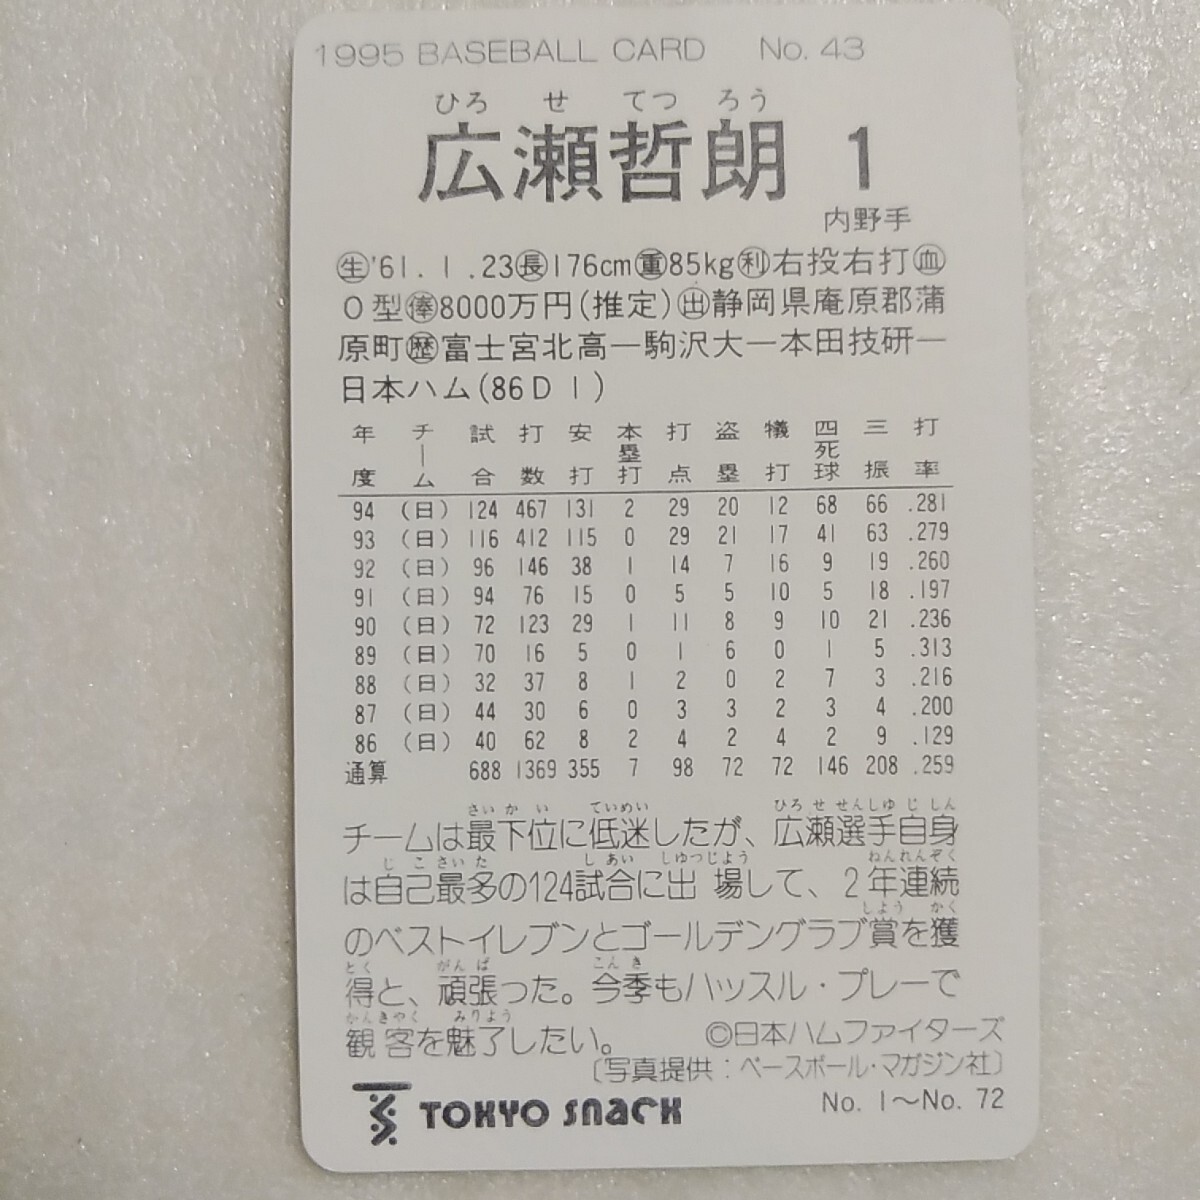 1995 BASEBALL CARD No. 43
ひろ せ てつ ろう
広瀬哲朗 1
内野手
生'61.1.23長176cm重85kg利右投右打血
O型俸8000万円(推定)出静岡県庵原郡蒲
原町歴富士宮北高—駒沢大—本田技研—
日本ハム(86D1)
年度 チーム 試合 打数 安打 本塁打 打点 盗塁 犠打 四死球 三振 打率
94 (日) 124 467 131 2 29 20 12 68 66 .281
93 (日) 116 412 115 0 29 21 17 41 63 .279
92 (日) 96 146 38 1 14 7 16 9 19 .260
91 (日) 94 76 15 0 5 5 10 5 18 .197
90 (日) 72 123 29 1 11 8 9 10 21 .236
89 (日) 70 16 5 0 1 6 0 1 5 .313
88 (日) 32 37 8 1 2 0 2 7 3 .216
87 (日) 44 30 6 0 3 3 2 3 4 .200
86 (日) 40 62 8 2 4 2 4 2 9 .129
通算 688 1369 355 7 98 72 72 146 208 .259
さい か い ていめい ひろ せ せんしゆ じ しん
チームは最下位に低迷したが、広瀬選手自身
じ こ さい た し あい しゆつじよう ねんれんぞく
は自己最多の124試合に出場して、2年連続
しよう かく
のベストイレブンとゴールデングラブ賞を獲
とく がん ば こん き
得と、頑張った。今季もハッスル・プレーで
かんきやく みりよう
観客を魅了したい。
©日本ハムファイターズ
〔写真提供:ベースボール・マガジン社〕
TOKYO SNACK
No. 1〜No. 72